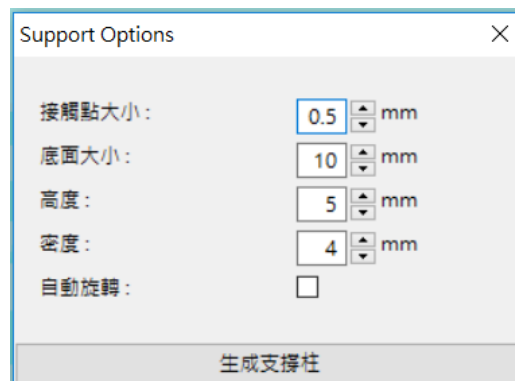 Support Options
接觸點大小 : 0.5 mm
底面大小 : 10 mm
高度 : 5 mm
密度 : 4 mm
自動旋轉 :
生成支撐柱